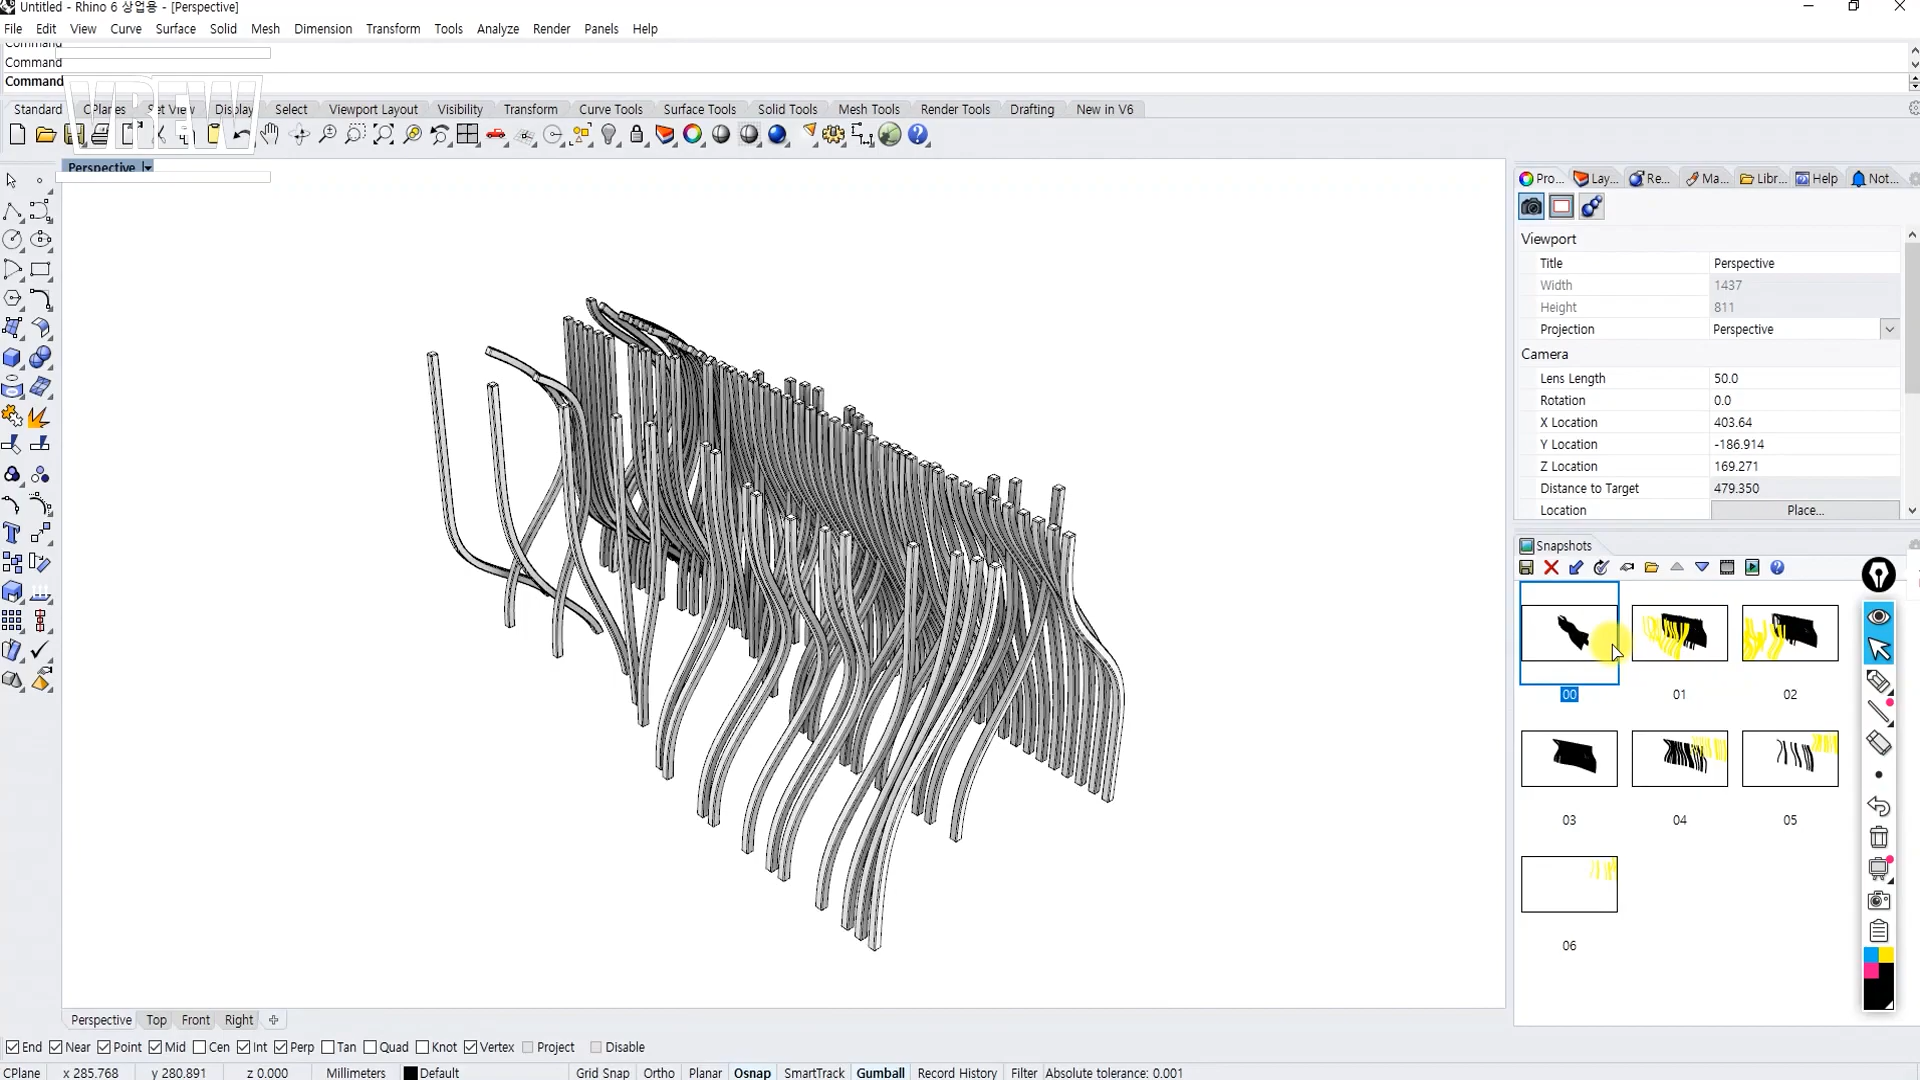 Untitled - Rhino 6 상업용 - [Perspective]
File Edit View Curve Surface Solid Mesh Dimension Transform Tools Analyze Render Panels Help
Command
Command
Command
VREW
Standard CPlanes Set View Display Select Viewport Layout Visibility Transform Curve Tools Surface Tools Solid Tools Mesh Tools Render Tools Drafting New in V6
Perspective
Pro... Lay... Re... Ma... Libr... Help Not...
Viewport
Title Perspective
Width 1437
Height 811
Projection Perspective
Camera
Lens Length 50.0
Rotation 0.0
X Location 403.64
Y Location -186.914
Z Location 169.271
Distance to Target 479.350
Location Place...
Snapshots
00 01 02
03 04 05
06
Perspective Top Front Right
End Near Point Mid Cen Int Perp Tan Quad Knot Vertex Project Disable
CPlane x 285.768 y 280.891 z 0.000 Millimeters Default Grid Snap Ortho Planar Osnap SmartTrack Gumball Record History Filter Absolute tolerance: 0.001